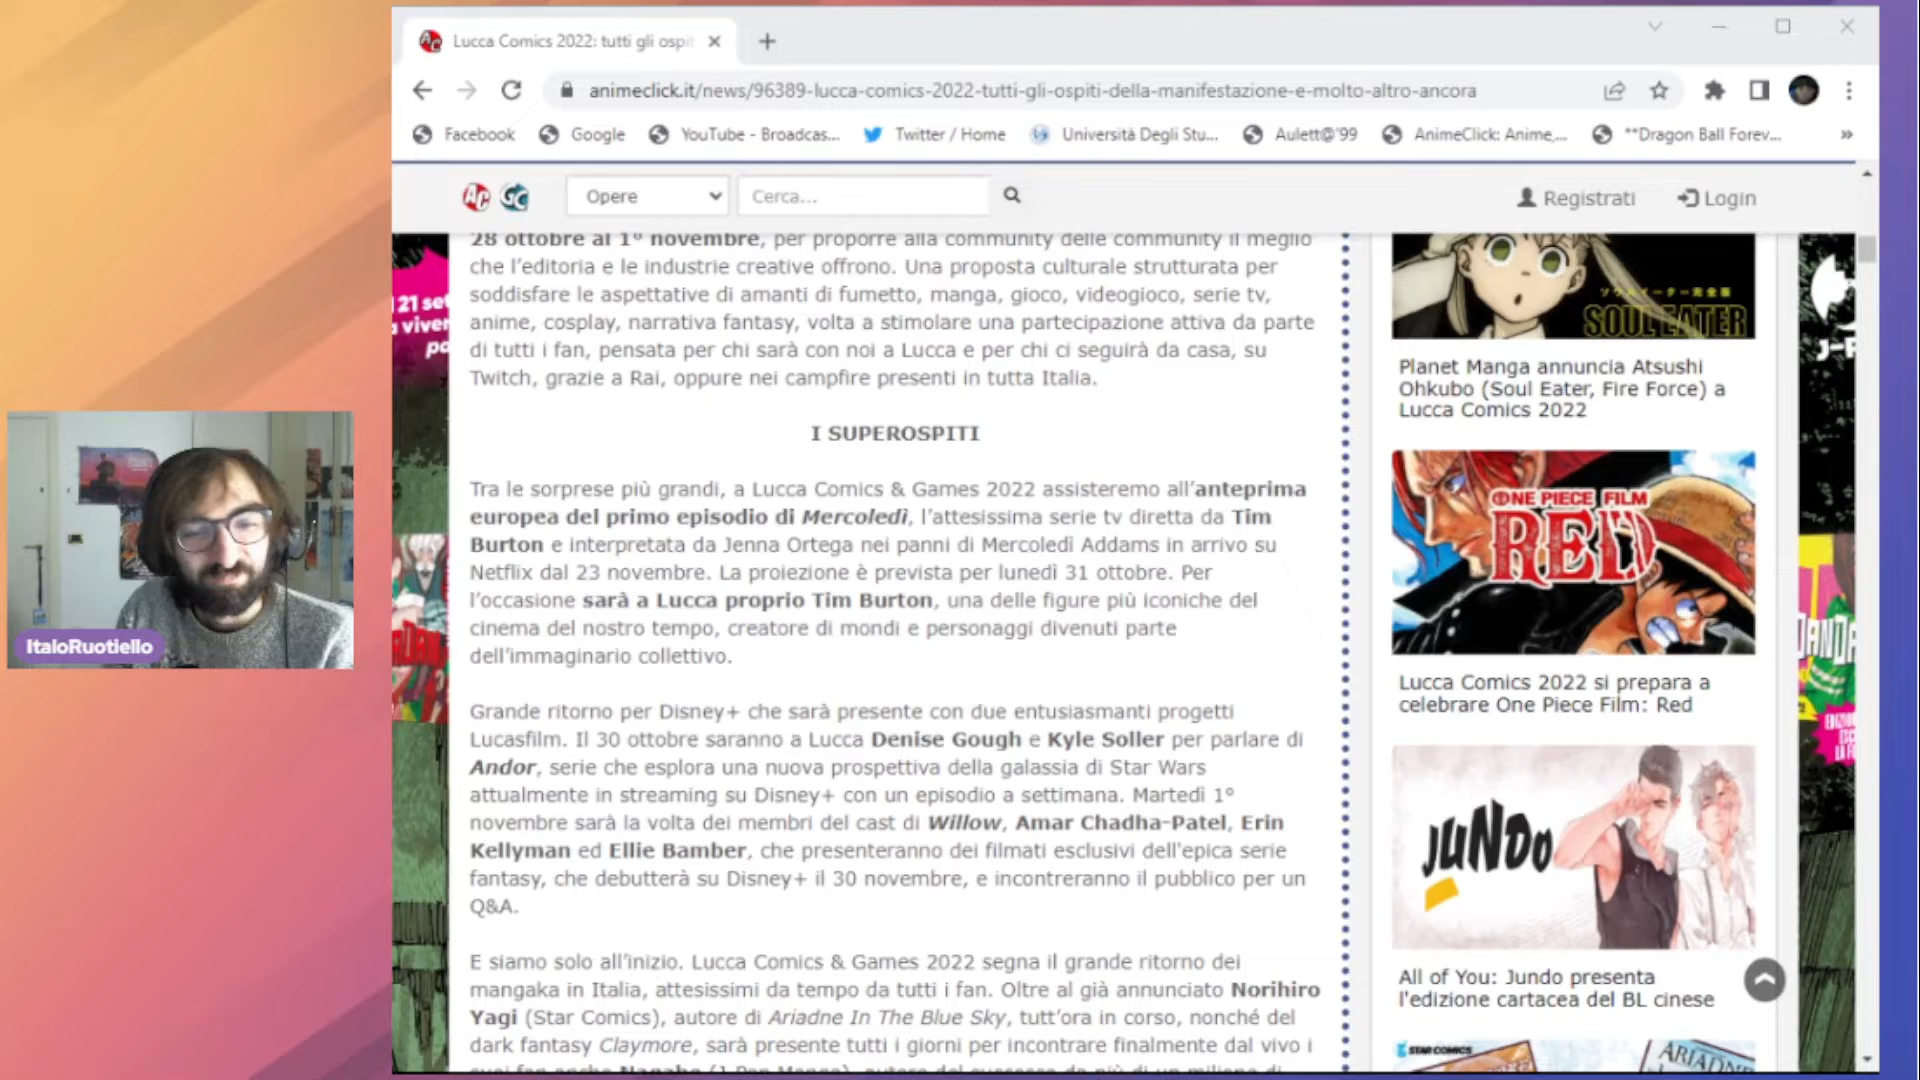 Lucca Comics 2022: tutti gli ospit
animeclick.it/news/96389-lucca-comics-2022-tutti-gli-ospiti-della-manifestazione-e-molto-altro-ancora
Facebook Google YouTube - Broadcas... Twitter / Home Università Degli Stu... Aulett@'99 AnimeClick: Anime,... **Dragon Ball Forev... »
AC GC Opere Cerca... Registrati Login
28 ottobre al 1° novembre, per proporre alla community delle community il meglio
che l'editoria e le industrie creative offrono. Una proposta culturale strutturata per
soddisfare le aspettative di amanti di fumetto, manga, gioco, videogioco, serie tv,
anime, cosplay, narrativa fantasy, volta a stimolare una partecipazione attiva da parte
di tutti i fan, pensata per chi sarà con noi a Lucca e per chi ci seguirà da casa, su
Twitch, grazie a Rai, oppure nei campfire presenti in tutta Italia.
I SUPEROSPITI
Tra le sorprese più grandi, a Lucca Comics & Games 2022 assisteremo all'anteprima
europea del primo episodio di Mercoledì, l'attesissima serie tv diretta da Tim
Burton e interpretata da Jenna Ortega nei panni di Mercoledì Addams in arrivo su
Netflix dal 23 novembre. La proiezione è prevista per lunedì 31 ottobre. Per
l'occasione sarà a Lucca proprio Tim Burton, una delle figure più iconiche del
cinema del nostro tempo, creatore di mondi e personaggi divenuti parte
dell'immaginario collettivo.
Grande ritorno per Disney+ che sarà presente con due entusiasmanti progetti
Lucasfilm. Il 30 ottobre saranno a Lucca Denise Gough e Kyle Soller per parlare di
Andor, serie che esplora una nuova prospettiva della galassia di Star Wars
attualmente in streaming su Disney+ con un episodio a settimana. Martedì 1°
novembre sarà la volta dei membri del cast di Willow, Amar Chadha-Patel, Erin
Kellyman ed Ellie Bamber, che presenteranno dei filmati esclusivi dell'epica serie
fantasy, che debutterà su Disney+ il 30 novembre, e incontreranno il pubblico per un
Q&A.
E siamo solo all'inizio. Lucca Comics & Games 2022 segna il grande ritorno dei
mangaka in Italia, attesissimi da tempo da tutti i fan. Oltre al già annunciato Norihiro
Yagi (Star Comics), autore di Ariadne In The Blue Sky, tutt'ora in corso, nonché del
dark fantasy Claymore, sarà presente tutti i giorni per incontrare finalmente dal vivo i
ソウルイーター完全版
SOUL EATER
Planet Manga annuncia Atsushi
Ohkubo (Soul Eater, Fire Force) a
Lucca Comics 2022
ONE PIECE FILM
RED
Lucca Comics 2022 si prepara a
celebrare One Piece Film: Red
JUNDO
All of You: Jundo presenta
l'edizione cartacea del BL cinese
STAR COMICS
ARIADNE
21 set
viver
ItaloRuotiello